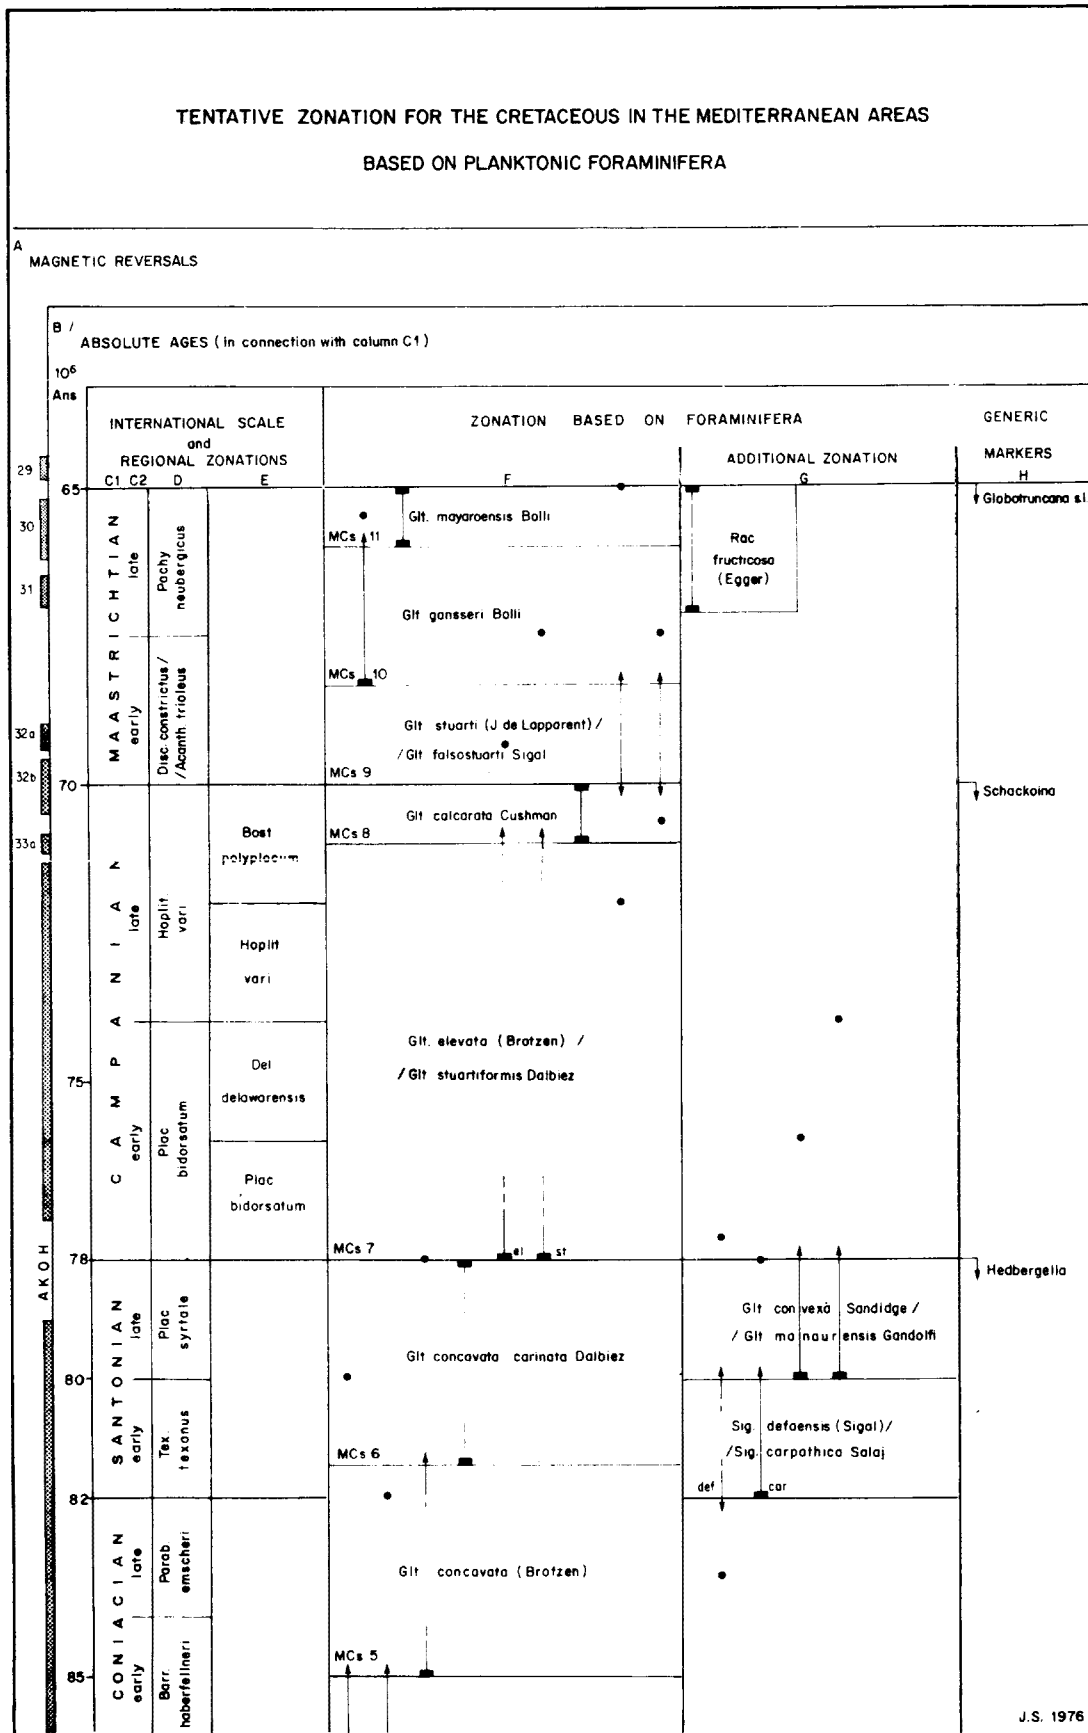 TENTATIVE ZONATION FOR THE CRETACEOUS IN THE MEDITERRANEAN AREAS
BASED ON PLANKTONIC FORAMINIFERA
A
MAGNETIC REVERSALS
B /
ABSOLUTE AGES (In connection with column C1)
10⁶
Ans
INTERNATIONAL SCALE
and
REGIONAL ZONATIONS
C1 C2 D E
ZONATION BASED ON FORAMINIFERA
F
ADDITIONAL ZONATION
G
GENERIC
MARKERS
H
29
30
31
32a
32b
33a
AKOH
65
70
75
78
80
82
85
MAASTRICHTIAN
late
early
CAMPANIAN
late
early
SANTONIAN
late
early
CONIACIAN
late
early
Pachy
neubergicus
Disc. constrictus /
/Acanth trioleus
Hoplit.
vari
Plac
bidorsatum
Plac
syrtale
Tex.
texanus
Parab.
emscheri
Barr.
haberfellneri
Bost
polyplocum
Hoplit
vari
Del
delawarensis
Plac
bidorsatum
Glt. mayaroensis Bolli
MCs 11
Glt gansseri Bolli
MCs 10
Glt stuarti (J de Lapparent) /
/ Glt falsostuarti Sigal
MCs 9
Glt calcarata Cushman
MCs 8
Glt. elevata (Brotzen) /
/ Glt stuartiformis Dalbiez
MCs 7
el
st
Glt concavata carinata Dalbiez
MCs 6
Glt concavata (Brotzen)
MCs 5
Rac
fructicosa
(Egger)
Glt convexa Sandidge /
/ Glt malnaurensis Gandolfi
Sig. defaensis (Sigal) /
/Sig. carpathica Salaj
def
car
Globotruncana s.l.
Schackoina
Hedbergella
J.S. 1976